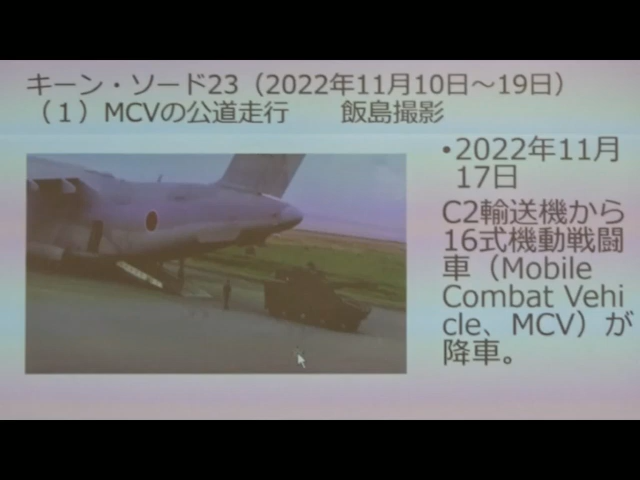 キーン・ソード23（2022年11月10日～19日）
（１）MCVの公道走行　　飯島撮影
•2022年11月
17日
C2輸送機から
16式機動戦闘
車（Mobile
Combat Vehi
cle、MCV）が
降車。